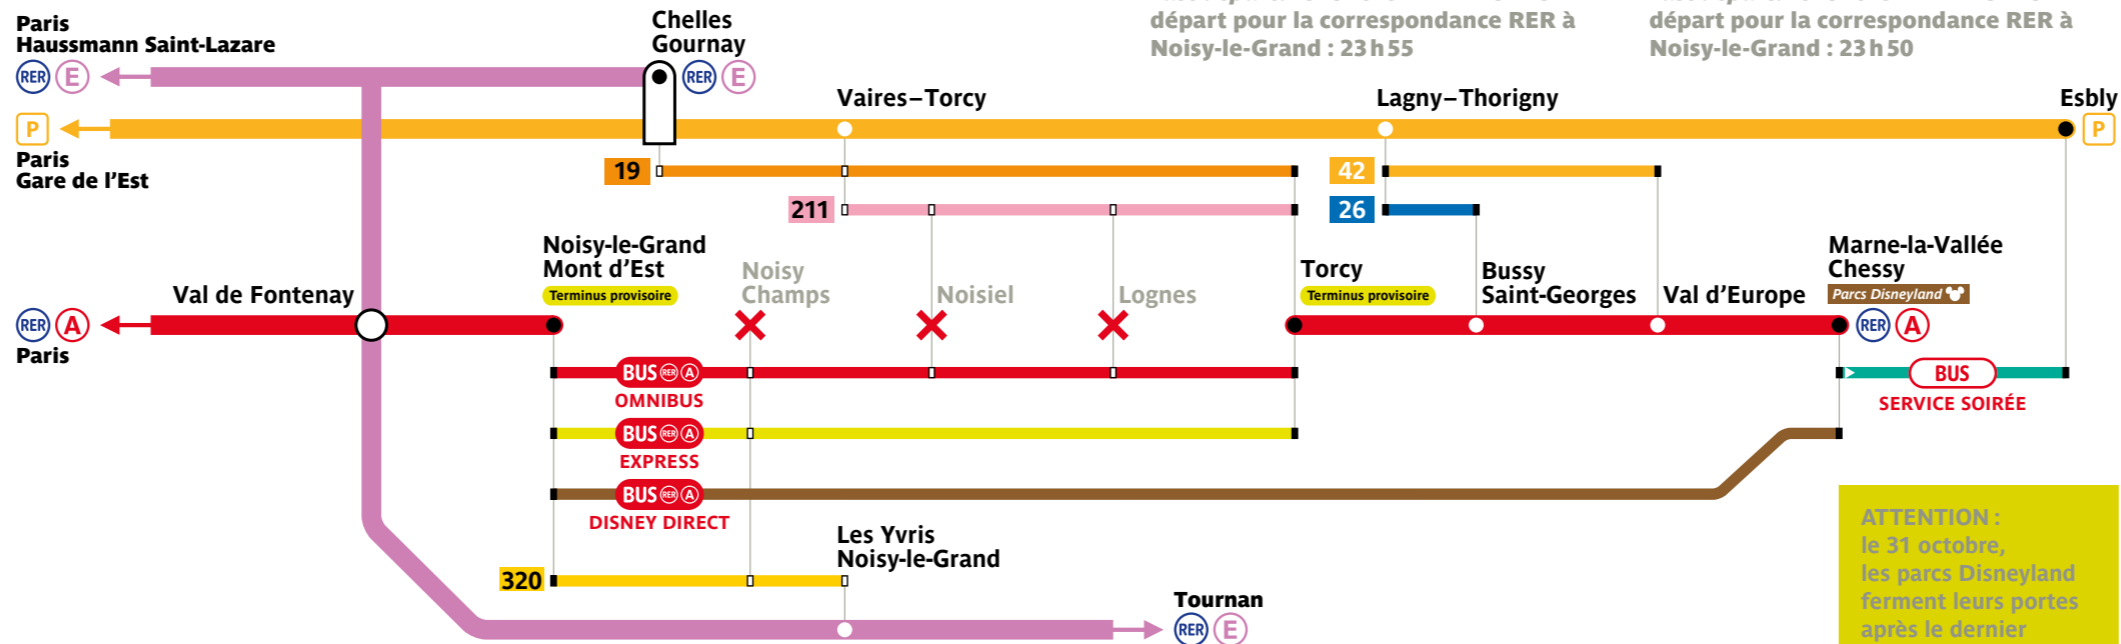 Paris
Haussmann Saint-Lazare
RER E
Chelles
Gournay
RER E
départ pour la correspondance RER à
Noisy-le-Grand : 23 h 55
départ pour la correspondance RER à
Noisy-le-Grand : 23 h 50
Vaires–Torcy
Lagny–Thorigny
Esbly
P
P
Paris
Gare de l’Est
19
42
211
26
Noisy-le-Grand
Mont d’Est
Terminus provisoire
Noisy
Champs
Noisiel
Lognes
Torcy
Terminus provisoire
Bussy
Saint-Georges
Val d’Europe
Marne-la-Vallée
Chessy
Parcs Disneyland
Val de Fontenay
RER A
Paris
RER A
BUS RER A
OMNIBUS
BUS
SERVICE SOIRÉE
BUS RER A
EXPRESS
BUS RER A
DISNEY DIRECT
Les Yvris
Noisy-le-Grand
320
Tournan
RER E
ATTENTION :
le 31 octobre,
les parcs Disneyland
ferment leurs portes
après le dernier